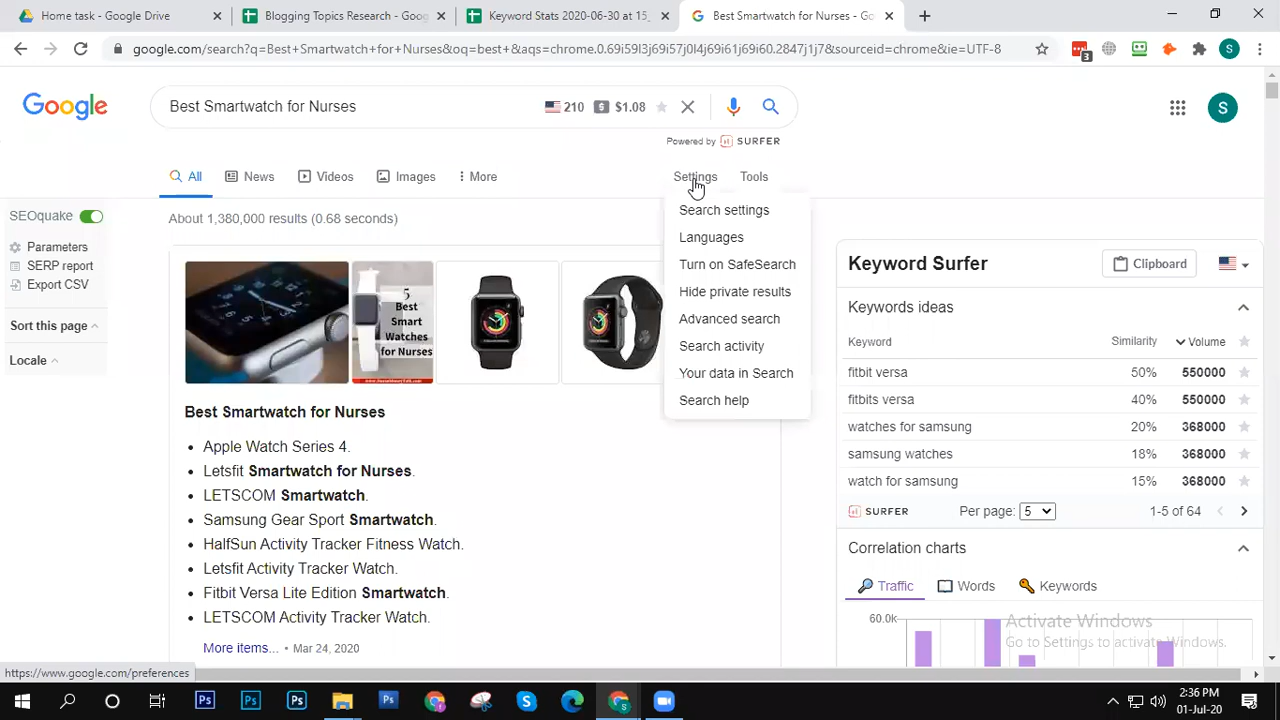 Home task - Google Drive
Blogging Topics Research - Google
Keyword Stats 2020-06-30 at 15_
Best Smartwatch for Nurses - Go
google.com/search?q=Best+Smartwatch+for+Nurses&oq=best+&aqs=chrome.0.69i59l3j69i57j0l4j69i61j69i60.2847j1j7&sourceid=chrome&ie=UTF-8
3
S
Google
Best Smartwatch for Nurses
210
$
$1.08
S
Powered by SURFER
All
News
Videos
Images
More
Settings
Tools
SEOquake
Parameters
SERP report
Export CSV
Sort this page
Locale
About 1,380,000 results (0.68 seconds)
5
Best
Smart
Watches
for Nurses
Search settings
Languages
Turn on SafeSearch
Hide private results
Advanced search
Search activity
Your data in Search
Search help
Best Smartwatch for Nurses
Apple Watch Series 4.
Letsfit Smartwatch for Nurses.
LETSCOM Smartwatch.
Samsung Gear Sport Smartwatch.
HalfSun Activity Tracker Fitness Watch.
Letsfit Activity Tracker Watch.
Fitbit Versa Lite Edition Smartwatch.
LETSCOM Activity Tracker Watch.
More items... • Mar 24, 2020
Keyword Surfer
Clipboard
Keywords ideas
Keyword Similarity Volume
fitbit versa 50% 550000
fitbits versa 40% 550000
watches for samsung 20% 368000
samsung watches 18% 368000
watch for samsung 15% 368000
SURFER Per page: 5 1-5 of 64
Correlation charts
Traffic Words Keywords
60.0k
Activate Windows
Go to Settings to activate Windows.
https://www.google.com/preferences
Ps
Ps
Ps
Ps
S
2:36 PM
01-Jul-20